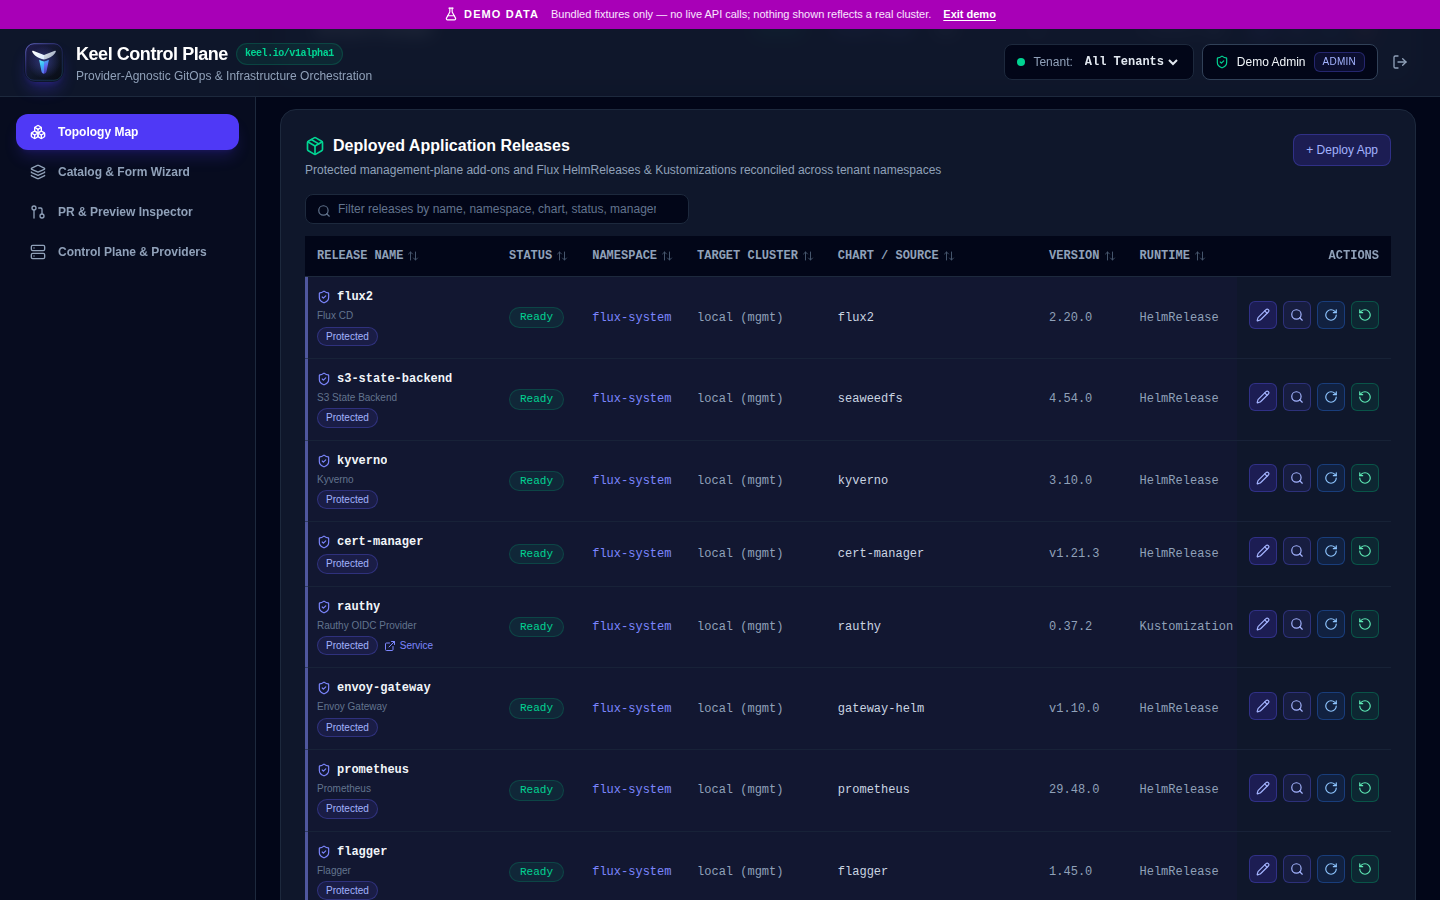 DEMO DATA Bundled fixtures only — no live API calls; nothing shown reflects a real cluster. Exit demo
Keel Control Plane keel.io/v1alpha1
Provider-Agnostic GitOps & Infrastructure Orchestration
Tenant: All Tenants
Demo Admin ADMIN
Topology Map
Catalog & Form Wizard
PR & Preview Inspector
Control Plane & Providers
Deployed Application Releases
Protected management-plane add-ons and Flux HelmReleases & Kustomizations reconciled across tenant namespaces
+ Deploy App
Filter releases by name, namespace, chart, status, manager
RELEASE NAME STATUS NAMESPACE TARGET CLUSTER CHART / SOURCE VERSION RUNTIME ACTIONS
flux2
Flux CD
Protected
Ready flux-system local (mgmt) flux2 2.20.0 HelmRelease
s3-state-backend
S3 State Backend
Protected
Ready flux-system local (mgmt) seaweedfs 4.54.0 HelmRelease
kyverno
Kyverno
Protected
Ready flux-system local (mgmt) kyverno 3.10.0 HelmRelease
cert-manager
Protected
Ready flux-system local (mgmt) cert-manager v1.21.3 HelmRelease
rauthy
Rauthy OIDC Provider
Protected Service
Ready flux-system local (mgmt) rauthy 0.37.2 Kustomization
envoy-gateway
Envoy Gateway
Protected
Ready flux-system local (mgmt) gateway-helm v1.10.0 HelmRelease
prometheus
Prometheus
Protected
Ready flux-system local (mgmt) prometheus 29.48.0 HelmRelease
flagger
Flagger
Protected
Ready flux-system local (mgmt) flagger 1.45.0 HelmRelease